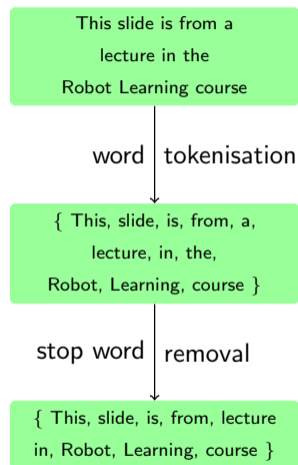 This slide is from a
lecture in the
Robot Learning course
word tokenisation
{ This, slide, is, from, a,
lecture, in, the,
Robot, Learning, course }
stop word removal
{ This, slide, is, from, lecture
in, Robot, Learning, course }